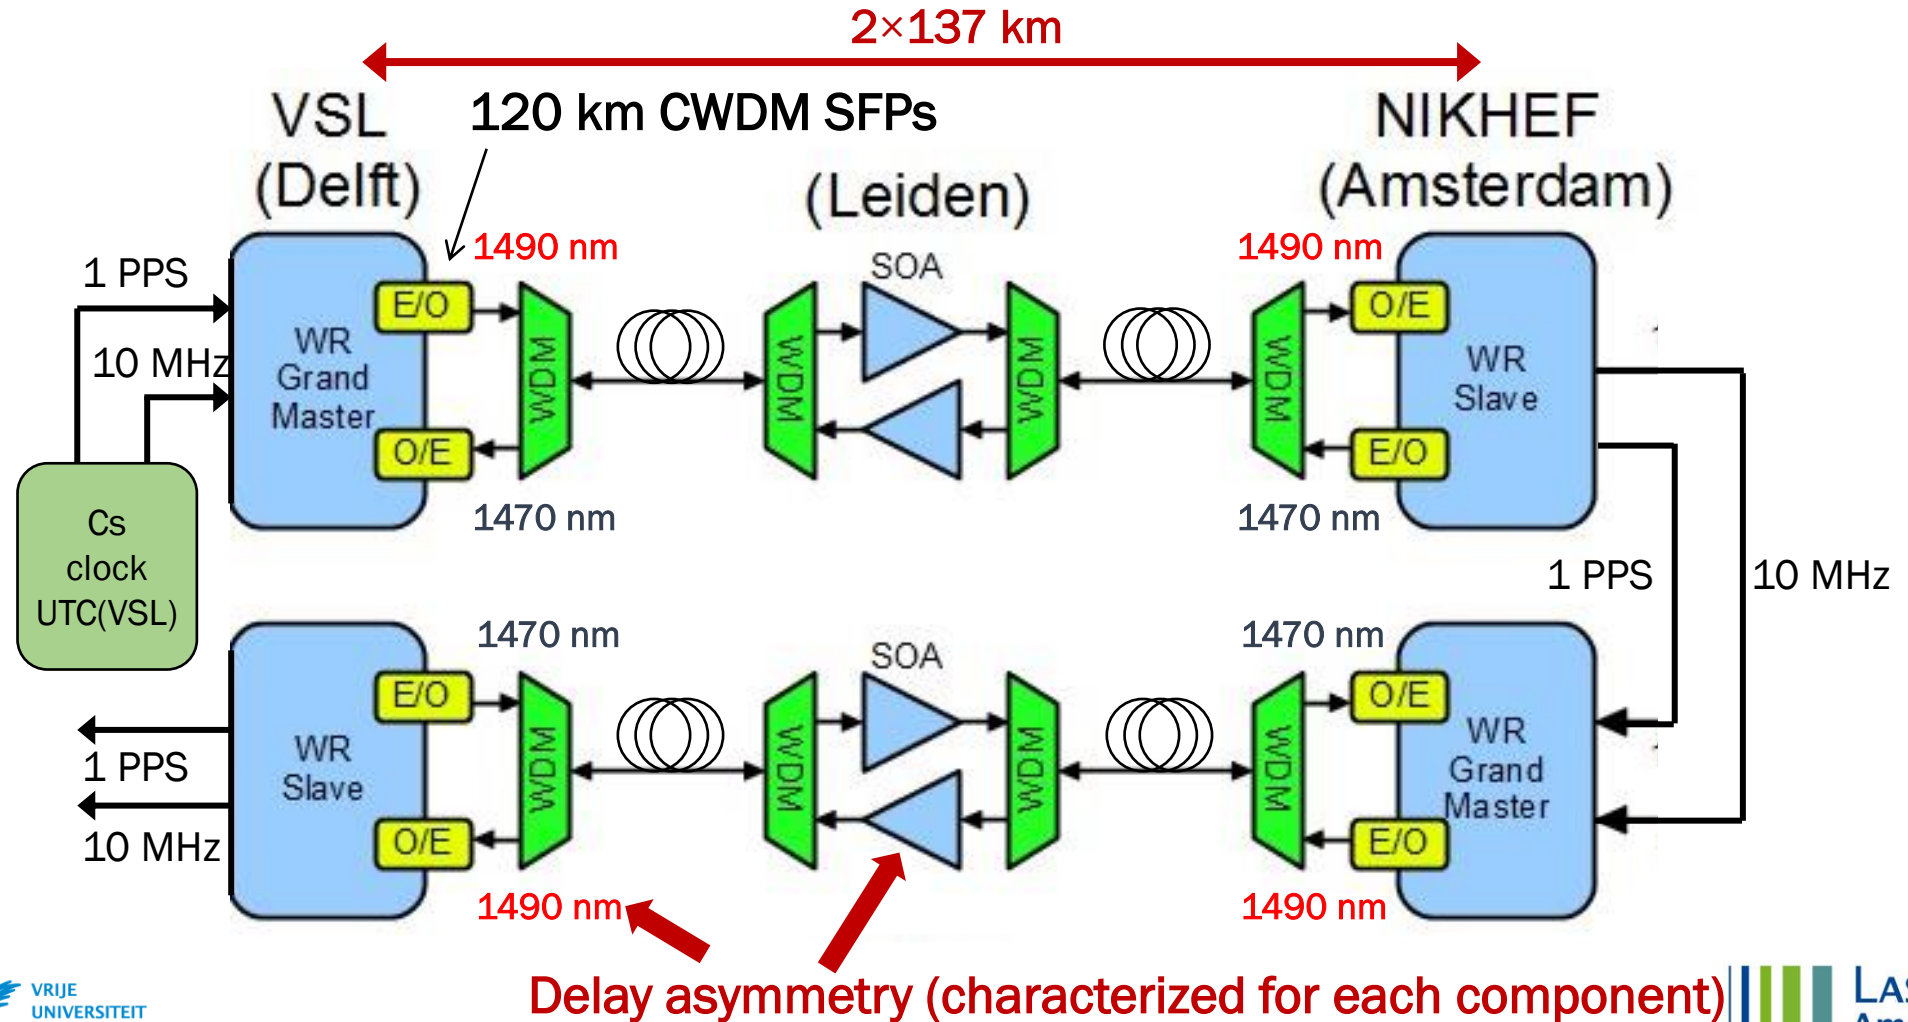 2×137 km
VSL
(Delft)
120 km CWDM SFPs
(Leiden)
NIKHEF
(Amsterdam)
1490 nm
1490 nm
SOA
1 PPS
10 MHz
E/O
WR
Grand
Master
O/E
WDM
WDM
WDM
WDM
O/E
WR
Slave
E/O
1470 nm
1470 nm
Cs
clock
UTC(VSL)
1 PPS
10 MHz
1470 nm
1470 nm
SOA
E/O
WR
Slave
O/E
WDM
WDM
WDM
WDM
O/E
WR
Grand
Master
E/O
1 PPS
10 MHz
1490 nm
1490 nm
Delay asymmetry (characterized for each component)
VRIJE
UNIVERSITEIT